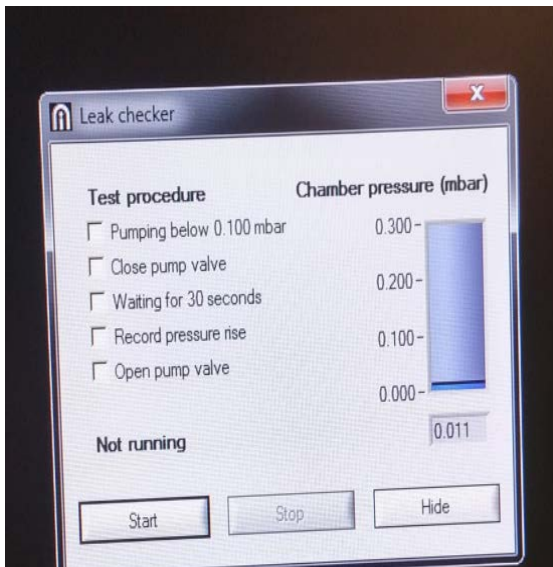 Leak checker
X
Test procedure
Chamber pressure (mbar)
Pumping below 0.100 mbar
Close pump valve
Waiting for 30 seconds
Record pressure rise
Open pump valve
0.300
0.200
0.100
0.000
0.011
Not running
Start
Stop
Hide